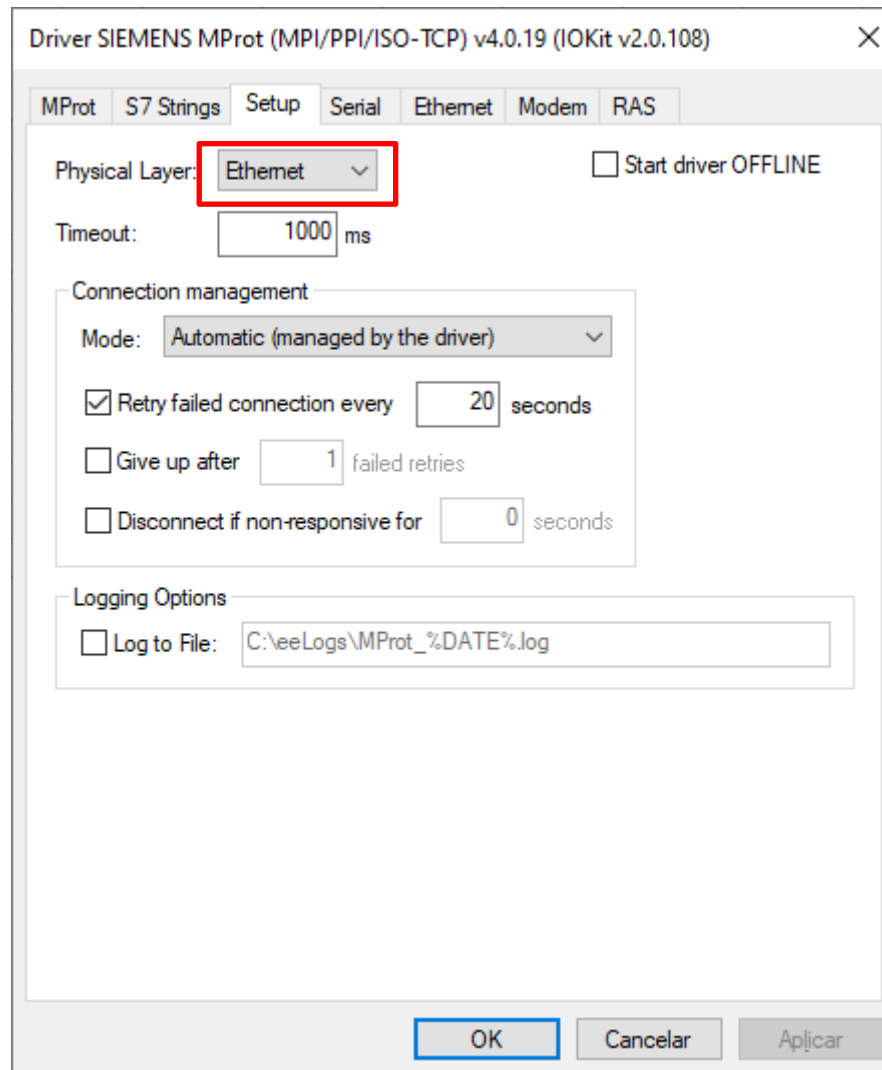 Driver SIEMENS MProt (MPI/PPI/ISO-TCP) v4.0.19 (IOKit v2.0.108)
MProt S7 Strings Setup Serial Ethernet Modem RAS
Physical Layer: Ethernet Start driver OFFLINE
Timeout: 1000 ms
Connection management
Mode: Automatic (managed by the driver)
Retry failed connection every 20 seconds
Give up after 1 failed retries
Disconnect if non-responsive for 0 seconds
Logging Options
Log to File: C:\eeLogs\MProt_%DATE%.log
OK Cancelar Aplicar